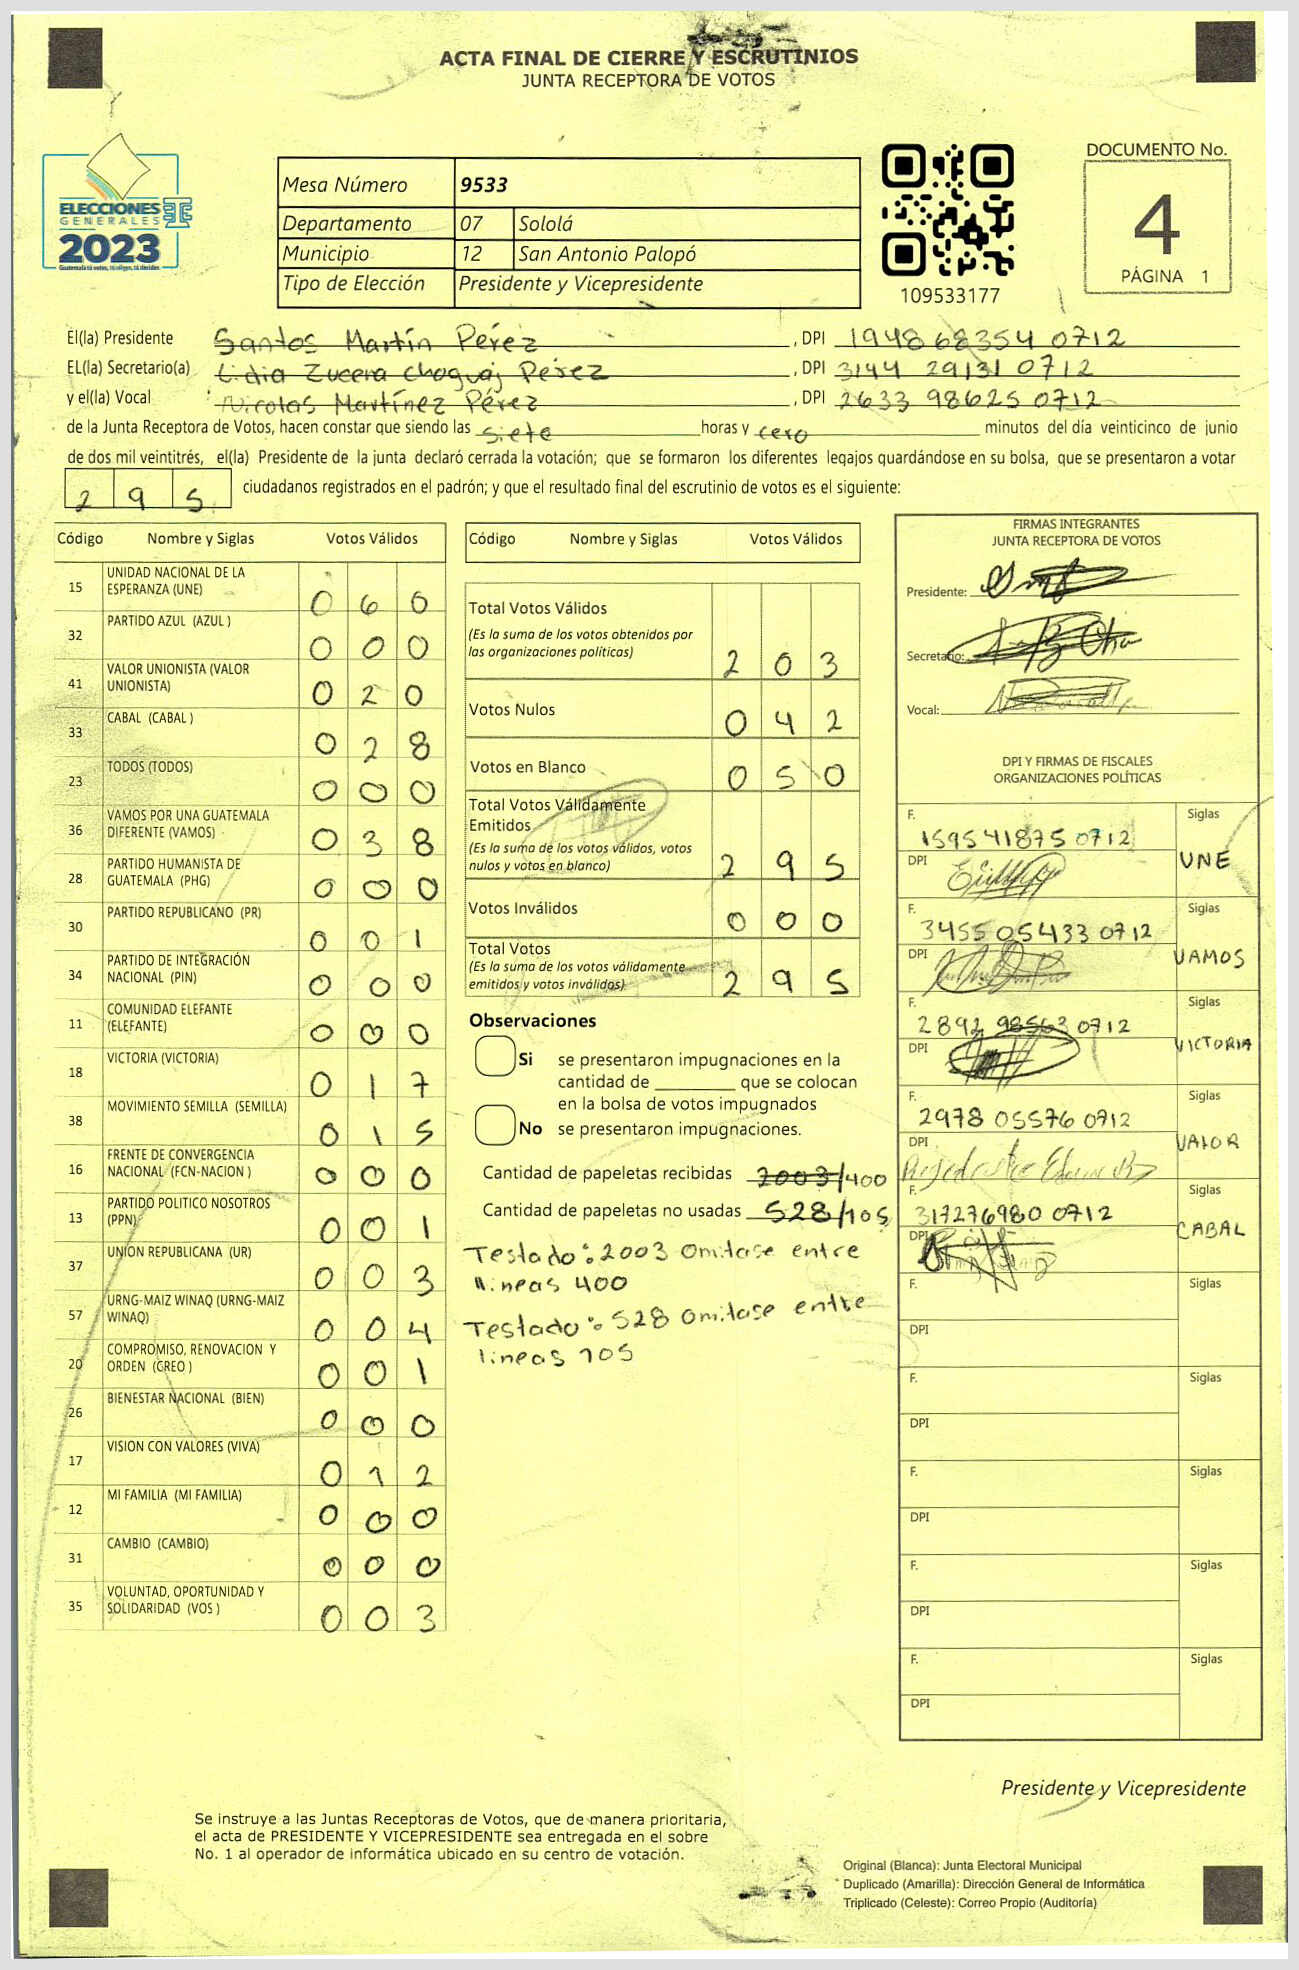 ACTA FINAL DE CIERRE Y ESCRUTINIOS
JUNTA RECEPTORA DE VOTOS
ELECCIONES
GENERALES
2023
Guatemala tú votas, tú eliges, tú decides
Mesa Número 9533
Departamento 07 Sololá
Municipio 12 San Antonio Palopó
Tipo de Elección Presidente y Vicepresidente
109533177
DOCUMENTO No.
4
PÁGINA 1
El(la) Presidente Santos Martín Pérez, DPI 1948 68354 0712
EL(la) Secretario(a) Lidia Zucera Choguaj Pérez, DPI 3144 29131 0712
y el(la) Vocal Nicolas Martínez Pérez, DPI 2633 98625 0712
de la Junta Receptora de Votos, hacen constar que siendo las siete horas y cero minutos del día veinticinco de junio
de dos mil veintitrés, el(la) Presidente de la junta declaró cerrada la votación; que se formaron los diferentes legajos guardándose en su bolsa, que se presentaron a votar
295 ciudadanos registrados en el padrón; y que el resultado final del escrutinio de votos es el siguiente:
Código Nombre y Siglas Votos Válidos
15 UNIDAD NACIONAL DE LA ESPERANZA (UNE) 0 6 0
32 PARTIDO AZUL (AZUL ) 0 0 0
41 VALOR UNIONISTA (VALOR UNIONISTA) 0 2 0
33 CABAL (CABAL ) 0 2 8
23 TODOS (TODOS) 0 0 0
36 VAMOS POR UNA GUATEMALA DIFERENTE (VAMOS) 0 3 8
28 PARTIDO HUMANISTA DE GUATEMALA (PHG) 0 0 0
30 PARTIDO REPUBLICANO (PR) 0 0 1
34 PARTIDO DE INTEGRACIÓN NACIONAL (PIN) 0 0 0
11 COMUNIDAD ELEFANTE (ELEFANTE) 0 0 0
18 VICTORIA (VICTORIA) 0 1 7
38 MOVIMIENTO SEMILLA (SEMILLA) 0 1 5
16 FRENTE DE CONVERGENCIA NACIONAL (FCN-NACION ) 0 0 0
13 PARTIDO POLITICO NOSOTROS (PPN) 0 0 1
37 UNION REPUBLICANA (UR) 0 0 3
57 URNG-MAIZ WINAQ (URNG-MAIZ WINAQ) 0 0 4
20 COMPROMISO, RENOVACION Y ORDEN (CREO ) 0 0 1
26 BIENESTAR NACIONAL (BIEN) 0 0 0
17 VISION CON VALORES (VIVA) 0 1 2
12 MI FAMILIA (MI FAMILIA) 0 0 0
31 CAMBIO (CAMBIO) 0 0 0
35 VOLUNTAD, OPORTUNIDAD Y SOLIDARIDAD (VOS ) 0 0 3
Código Nombre y Siglas Votos Válidos
Total Votos Válidos
(Es la suma de los votos obtenidos por
las organizaciones políticas) 2 0 3
Votos Nulos 0 4 2
Votos en Blanco 0 5 0
Total Votos Válidamente
Emitidos
(Es la suma de los votos válidos, votos
nulos y votos en blanco) 2 9 5
Votos Inválidos 0 0 0
Total Votos
(Es la suma de los votos válidamente
emitidos y votos inválidos) 2 9 5
Observaciones
Si se presentaron impugnaciones en la
cantidad de ________ que se colocan
en la bolsa de votos impugnados
No se presentaron impugnaciones.
Cantidad de papeletas recibidas 2003/400
Cantidad de papeletas no usadas 528/105
Testado: 2003 Omitase entre
lineas 400
Testado: 528 Omitase entre
lineas 105
FIRMAS INTEGRANTES
JUNTA RECEPTORA DE VOTOS
Presidente:
Secretario:
Vocal:
DPI Y FIRMAS DE FISCALES
ORGANIZACIONES POLÍTICAS
F. 1595 41875 0712 Siglas
DPI UNE
F. 3455 05433 0712 Siglas
DPI VAMOS
F. 2892 98563 0712 Siglas
DPI VICTORIA
F. 2978 05576 0712 Siglas
DPI VALOR
F. 317276980 0712 Siglas
DPI CABAL
F. Siglas
DPI
F. Siglas
DPI
F. Siglas
DPI
F. Siglas
DPI
F. Siglas
DPI
Presidente y Vicepresidente
Se instruye a las Juntas Receptoras de Votos, que de manera prioritaria,
el acta de PRESIDENTE Y VICEPRESIDENTE sea entregada en el sobre
No. 1 al operador de informática ubicado en su centro de votación.
Original (Blanca): Junta Electoral Municipal
Duplicado (Amarilla): Dirección General de Informática
Triplicado (Celeste): Correo Propio (Auditoría)